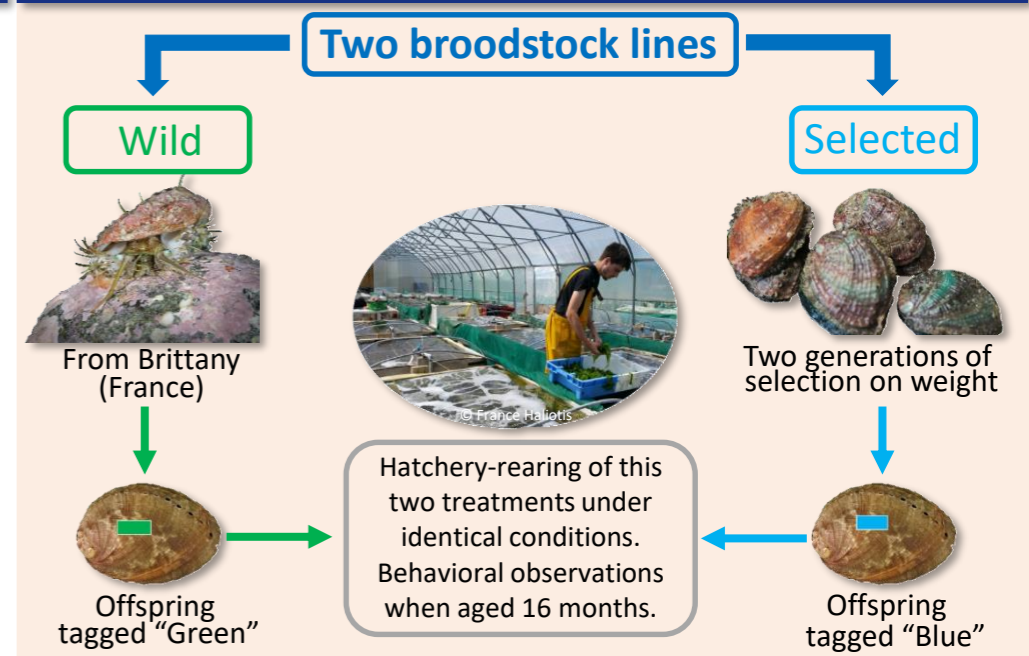 Two broodstock lines
Wild
Selected
From Brittany
(France)
© France Haliotis
Two generations of
selection on weight
Hatchery-rearing of this
two treatments under
identical conditions.
Behavioral observations
when aged 16 months.
Offspring
tagged “Green”
Offspring
tagged “Blue”